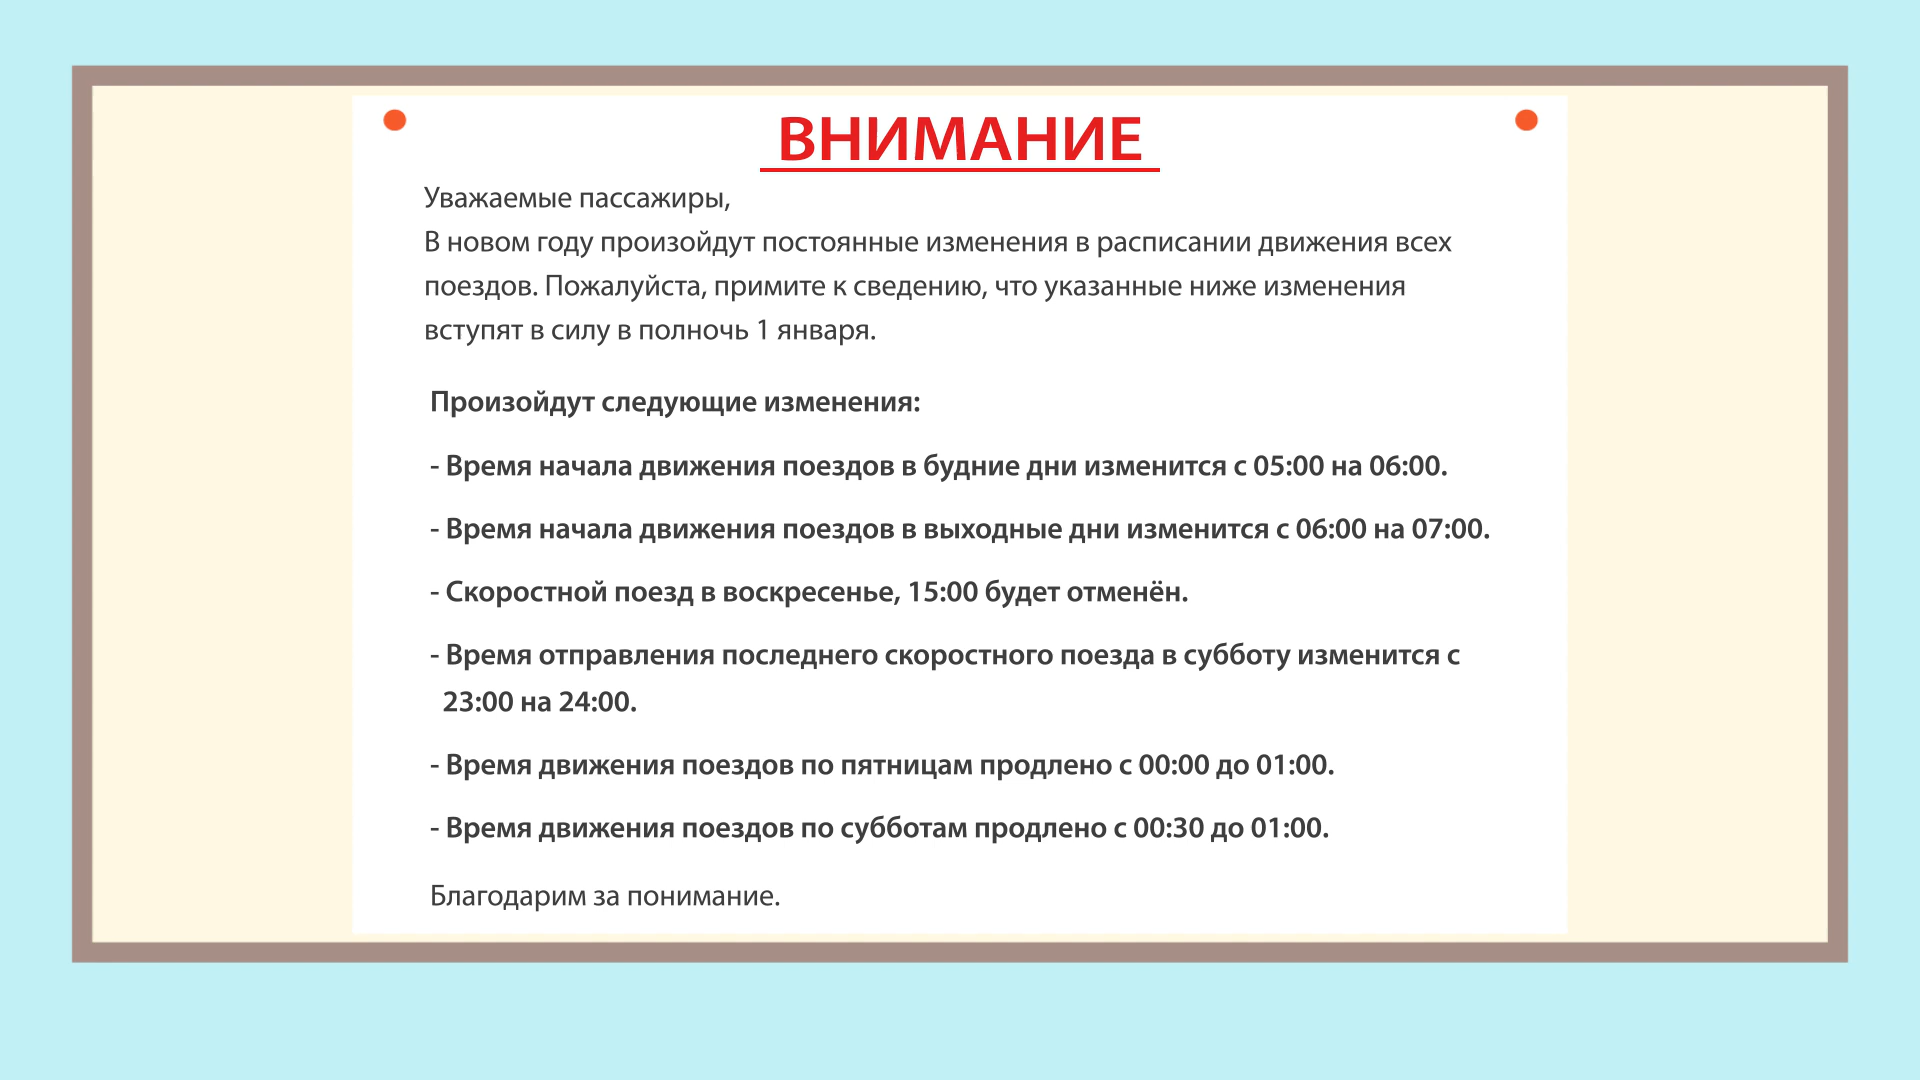 ВНИМАНИЕ
Уважаемые пассажиры,
В новом году произойдут постоянные изменения в расписании движения всех
поездов. Пожалуйста, примите к сведению, что указанные ниже изменения
вступят в силу в полночь 1 января.
Произойдут следующие изменения:
- Время начала движения поездов в будние дни изменится с 05:00 на 06:00.
- Время начала движения поездов в выходные дни изменится с 06:00 на 07:00.
- Скоростной поезд в воскресенье, 15:00 будет отменён.
- Время отправления последнего скоростного поезда в субботу изменится с
23:00 на 24:00.
- Время движения поездов по пятницам продлено с 00:00 до 01:00.
- Время движения поездов по субботам продлено с 00:30 до 01:00.
Благодарим за понимание.